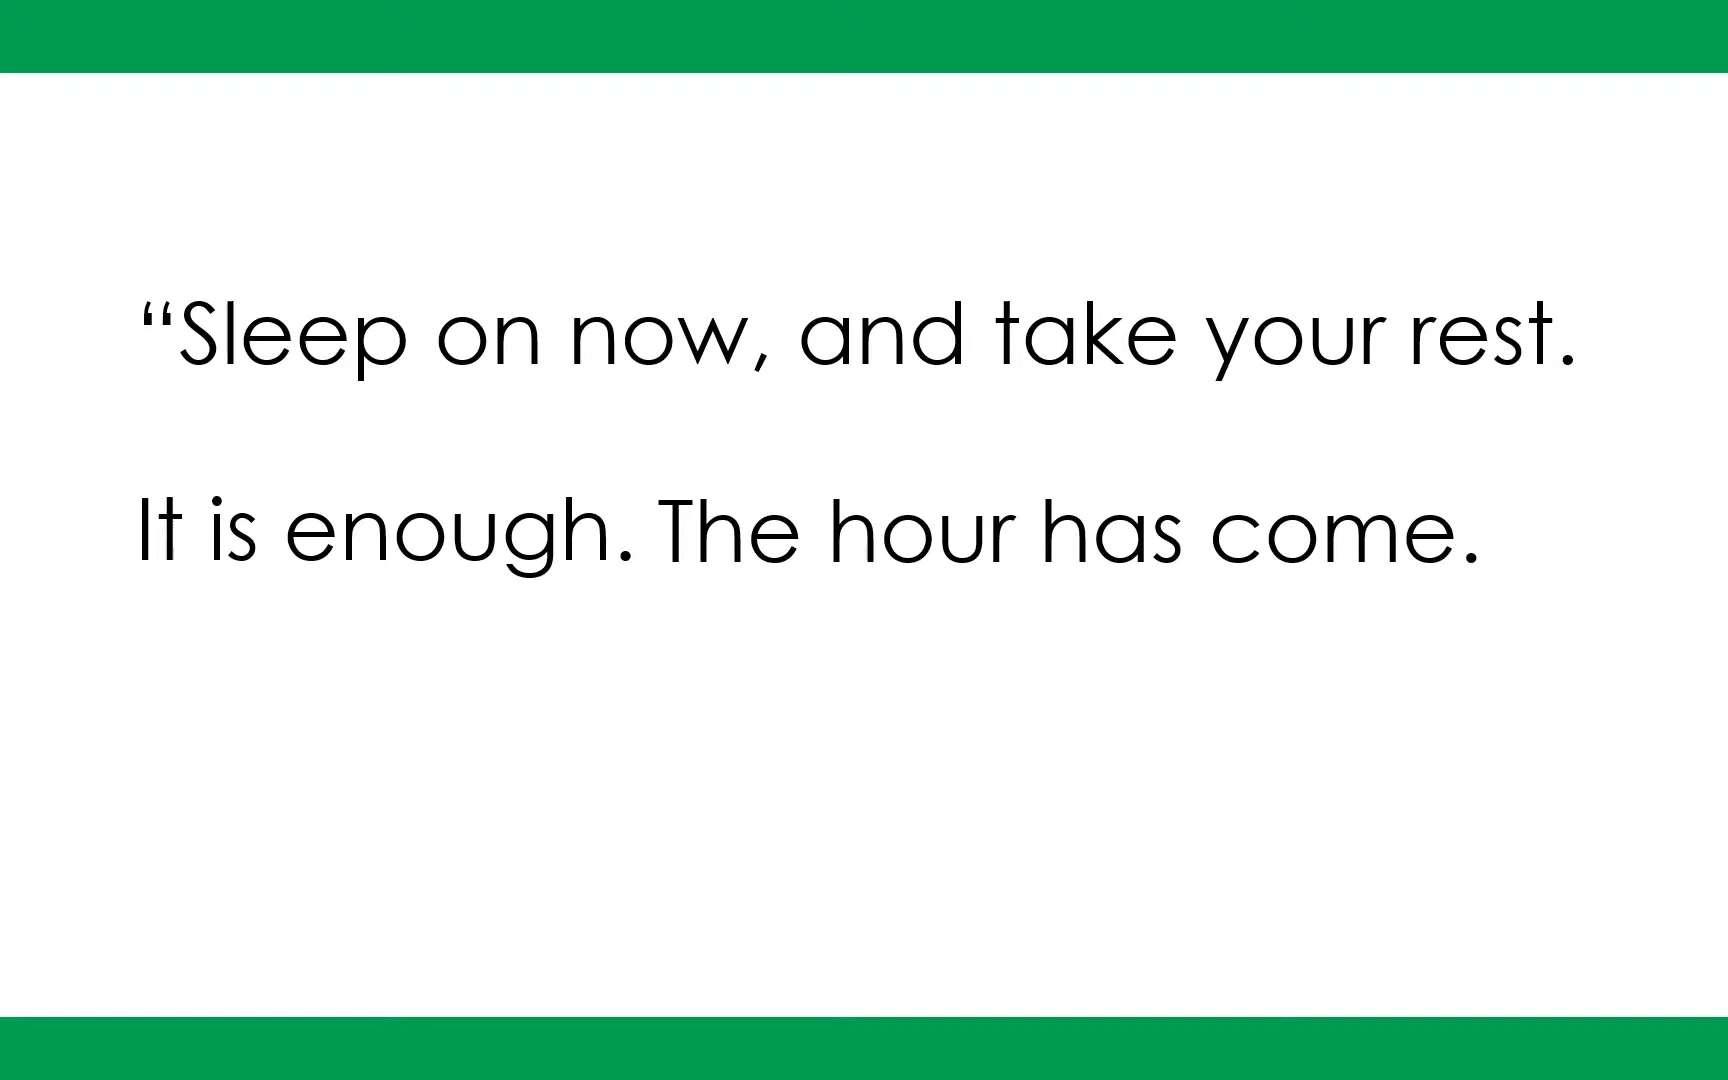 “Sleep on now, and take your rest.
It is enough. The hour has come.